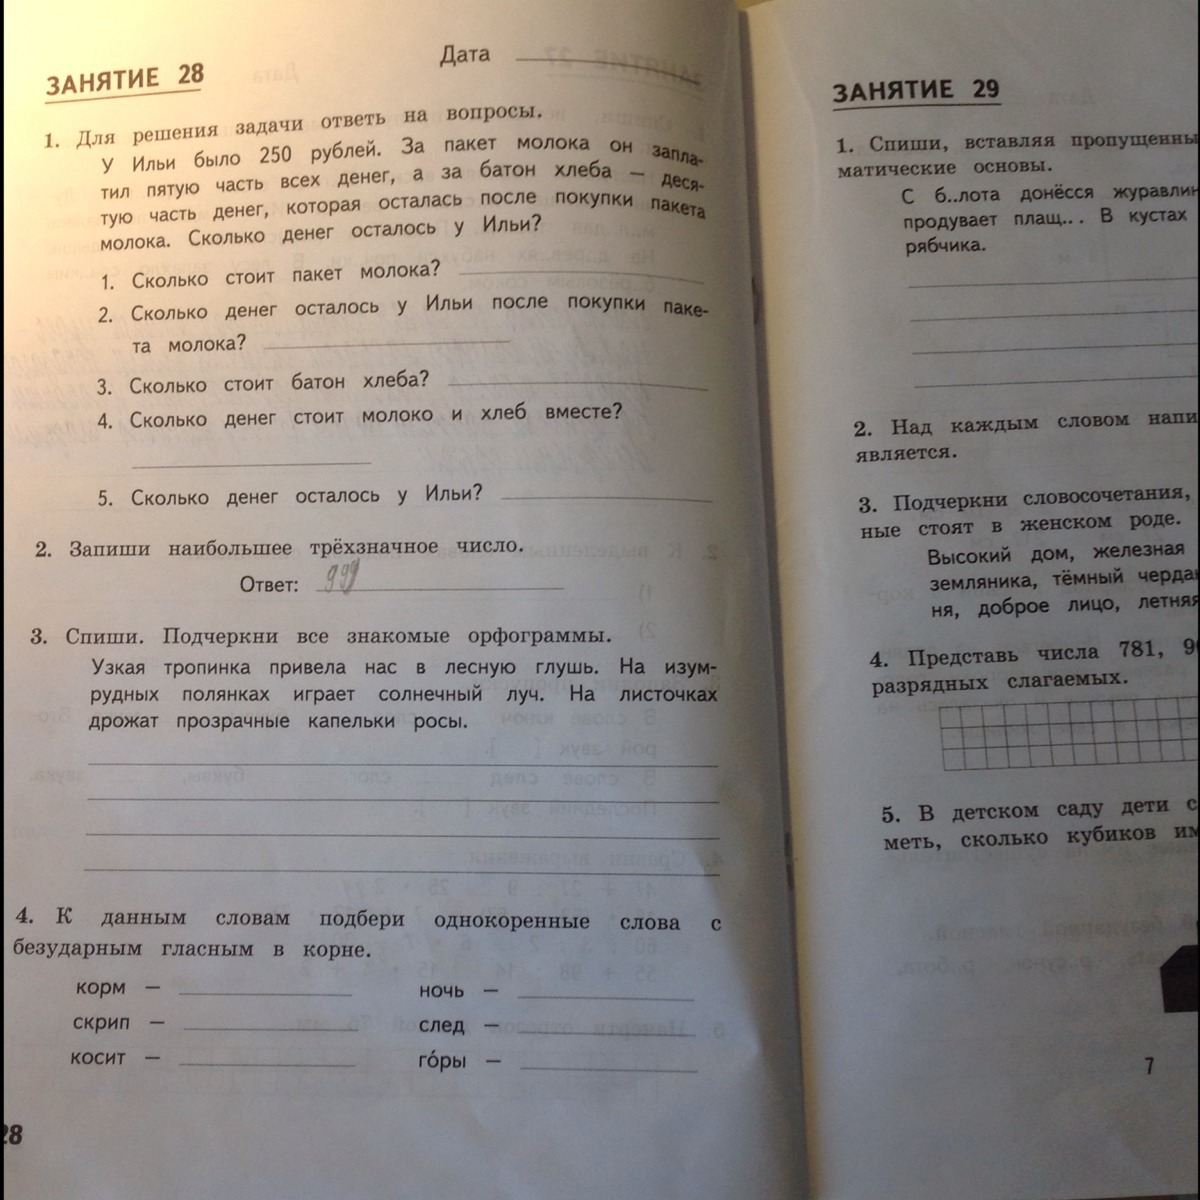 ЗАНЯТИЕ 28
Дата
1. Для решения задачи ответь на вопросы.
У Ильи было 250 рублей. За пакет молока он запла-
тил пятую часть всех денег, а за батон хлеба — деся-
тую часть денег, которая осталась после покупки пакета
молока. Сколько денег осталось у Ильи?
1. Сколько стоит пакет молока?
2. Сколько денег осталось у Ильи после покупки паке-
та молока?
3. Сколько стоит батон хлеба?
4. Сколько денег стоит молоко и хлеб вместе?
5. Сколько денег осталось у Ильи?
2. Запиши наибольшее трёхзначное число.
Ответ: 999
3. Спиши. Подчеркни все знакомые орфограммы.
Узкая тропинка привела нас в лесную глушь. На изум-
рудных полянках играет солнечный луч. На листочках
дрожат прозрачные капельки росы.
4. К данным словам подбери однокоренные слова с
безударным гласным в корне.
корм — ночь —
скрип — след —
косит — го́ры —
28
ЗАНЯТИЕ 29
1. Спиши, вставляя пропущенны
матические основы.
С б..лота донёсся журавлин
продувает плащ.. . В кустах
рябчика.
2. Над каждым словом напи
является.
3. Подчеркни словосочетания,
ные стоят в женском роде.
Высокий дом, железная
земляника, тёмный черда
ня, доброе лицо, летняя
4. Представь числа 781, 9
разрядных слагаемых.
5. В детском саду дети с
меть, сколько кубиков им
7